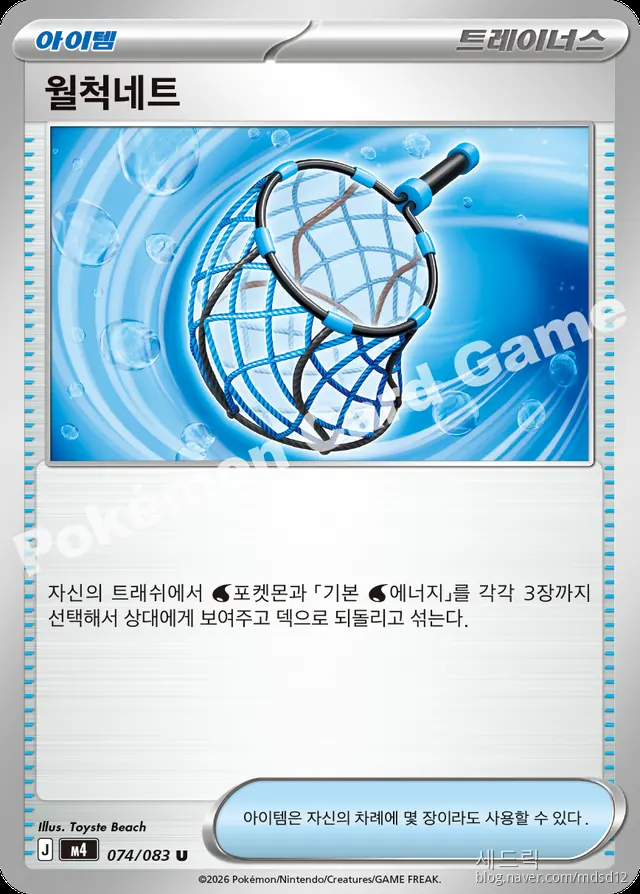 아이템
트레이너스
월척네트
Pokémon Card Game
자신의 트래쉬에서 포켓몬과 「기본 에너지」를 각각 3장까지
선택해서 상대에게 보여주고 덱으로 되돌리고 섞는다.
Illus. Toyste Beach
아이템은 자신의 차례에 몇 장이라도 사용할 수 있다.
J M4 074/083 U
©2026 Pokémon/Nintendo/Creatures/GAME FREAK.
세드릭
blog.naver.com/mdsd12